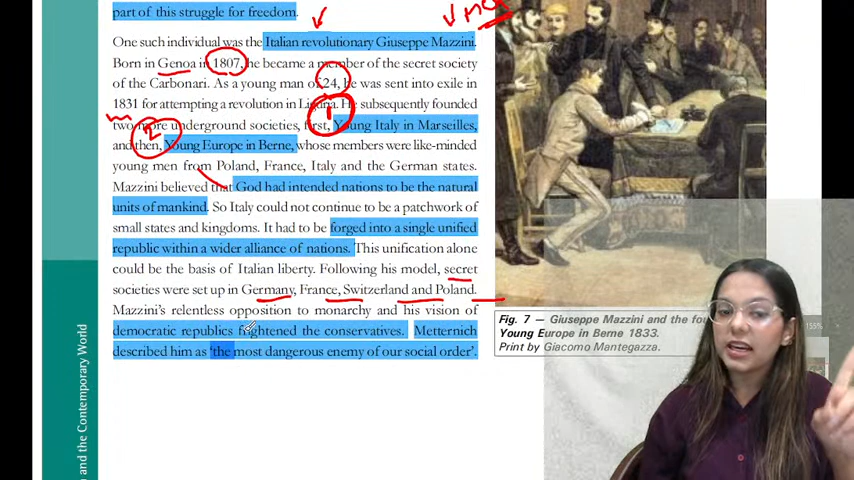 part of this struggle for freedom.
One such individual was the Italian revolutionary Giuseppe Mazzini.
Born in Genoa in 1807, he became a member of the secret society
of the Carbonari. As a young man of 24, he was sent into exile in
1831 for attempting a revolution in Liguria. He subsequently founded
two more underground societies, first, Young Italy in Marseilles,
and then, Young Europe in Berne, whose members were like-minded
young men from Poland, France, Italy and the German states.
Mazzini believed that God had intended nations to be the natural
units of mankind. So Italy could not continue to be a patchwork of
small states and kingdoms. It had to be forged into a single unified
republic within a wider alliance of nations. This unification alone
could be the basis of Italian liberty. Following his model, secret
societies were set up in Germany, France, Switzerland and Poland.
Mazzini's relentless opposition to monarchy and his vision of
democratic republics frightened the conservatives. Metternich
described him as 'the most dangerous enemy of our social order'.
1
2
Fig. 7 — Giuseppe Mazzini and the fou
Young Europe in Berne 1833.
Print by Giacomo Mantegazza.
155%
and the Contemporary World